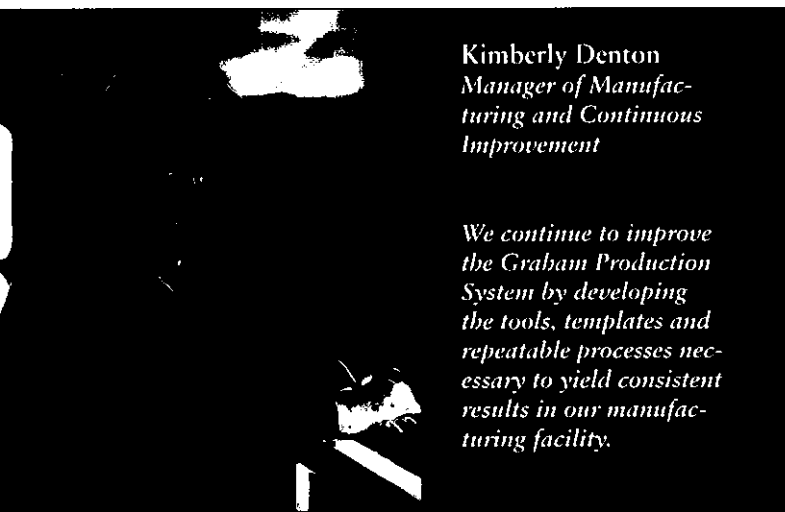 Kimberly Denton
Manager of Manufac-
turing and Continuous
Improvement
We continue to improve
the Graham Production
System by developing
the tools, templates and
repeatable processes nec-
essary to yield consistent
results in our manufac-
turing facility.